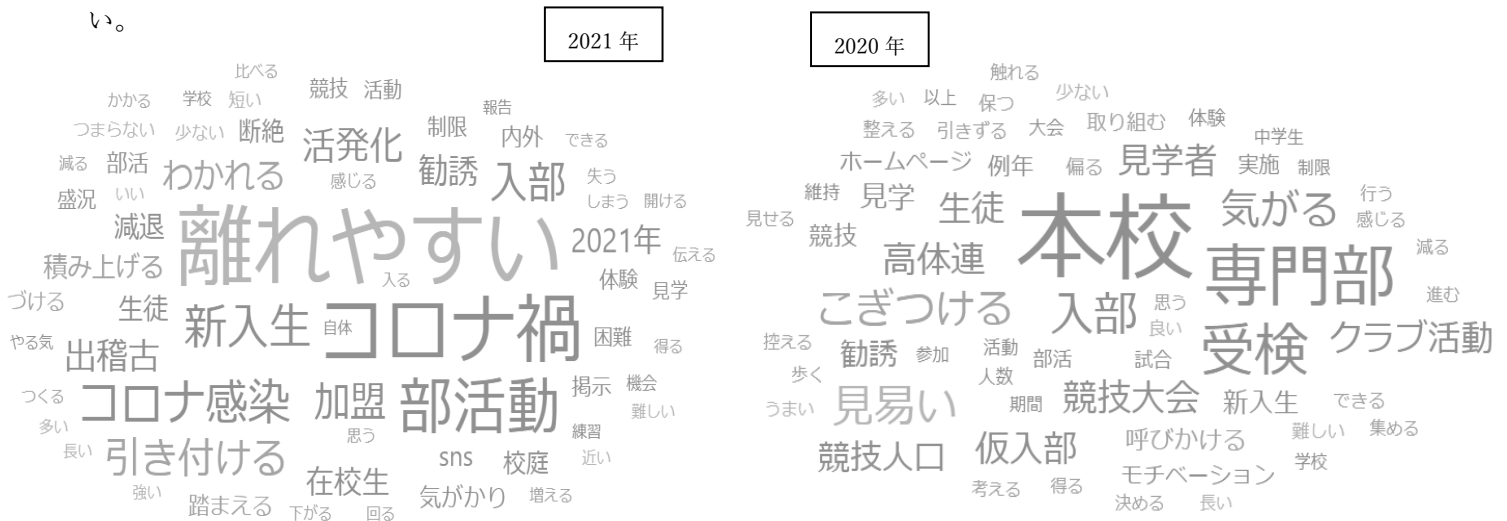 い。
2021 年
比べる
競技 活動
かかる 学校 短い 報告
つまらない 少ない 断絶 活発化 制限 内外 できる
減る 部活 わかれる 感じる 勧誘 入部 失う
盛況 いい しまう 開ける
減退 離れやすい 2021年 伝える
積み上げる 入る 体験 見学
づける 生徒 新入生 自体 コロナ禍 困難 得る
やる気 出稽古
つくる コロナ感染 加盟 部活動 掲示 機会
多い 難しい
長い 引き付ける 思う sns 校庭 練習 近い
強い 踏まえる 在校生 気がかり 増える
下がる 回る
2020 年
触れる
多い 以上 保つ 少ない
整える 引きずる 大会 取り組む 体験 中学生
ホームページ 例年 偏る 見学者 実施 制限
維持 見学 生徒 本校 気がる 行う
見せる 競技 感じる
高体連 専門部 減る
こぎつける 入部 思う 進む
良い
控える 勧誘 参加 活動 部活 試合 受検 クラブ活動
歩く 人数
うまい 見易い 期間 競技大会 新入生 できる
競技人口 仮入部 呼びかける 難しい 集める
モチベーション 学校
考える 得る 決める 長い